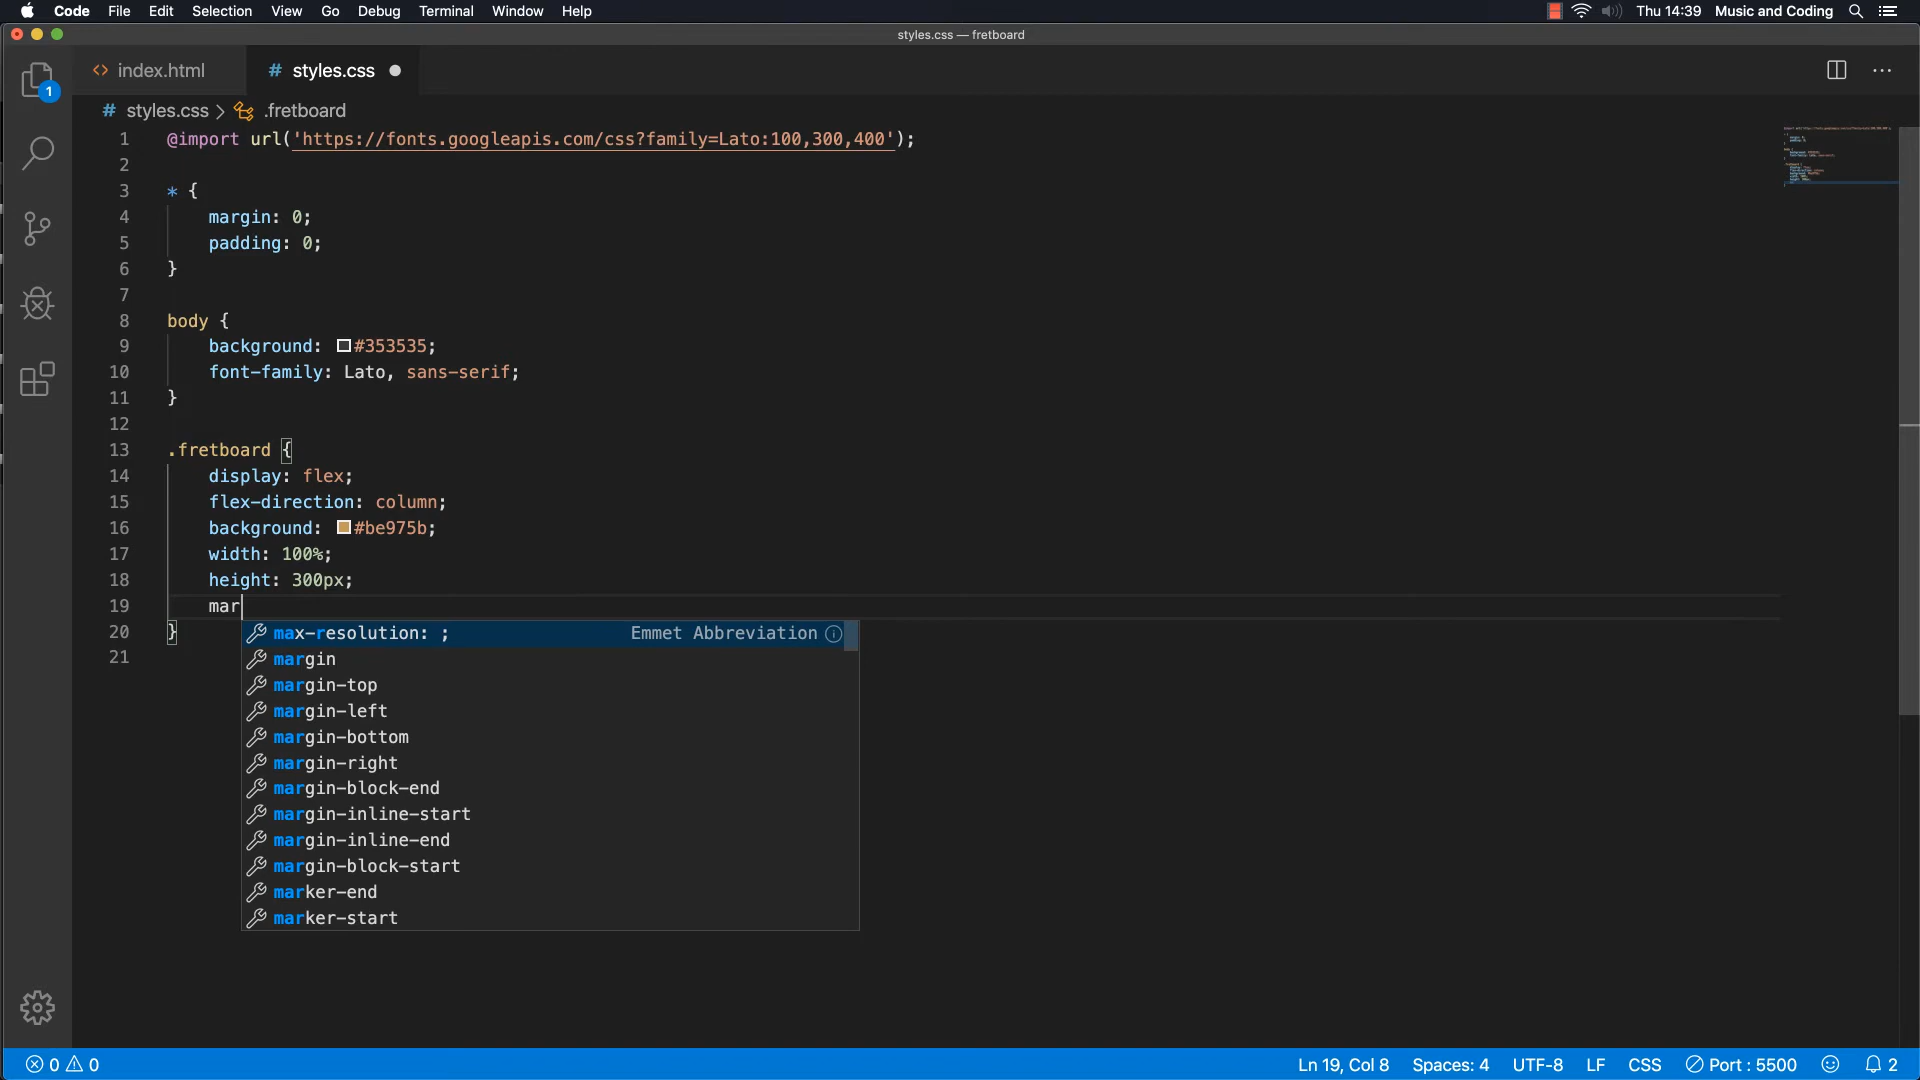 Code File Edit Selection View Go Debug Terminal Window Help Thu 14:39 Music and Coding
styles.css — fretboard
<> index.html # styles.css
1
# styles.css > .fretboard
1 @import url('https://fonts.googleapis.com/css?family=Lato:100,300,400');
2
3 * {
4 margin: 0;
5 padding: 0;
6 }
7
8 body {
9 background: #353535;
10 font-family: Lato, sans-serif;
11 }
12
13 .fretboard {
14 display: flex;
15 flex-direction: column;
16 background: #be975b;
17 width: 100%;
18 height: 300px;
19 mar
20 }
21
max-resolution: ; Emmet Abbreviation
margin
margin-top
margin-left
margin-bottom
margin-right
margin-block-end
margin-inline-start
margin-inline-end
margin-block-start
marker-end
marker-start
0 0 Ln 19, Col 8 Spaces: 4 UTF-8 LF CSS Port : 5500 2